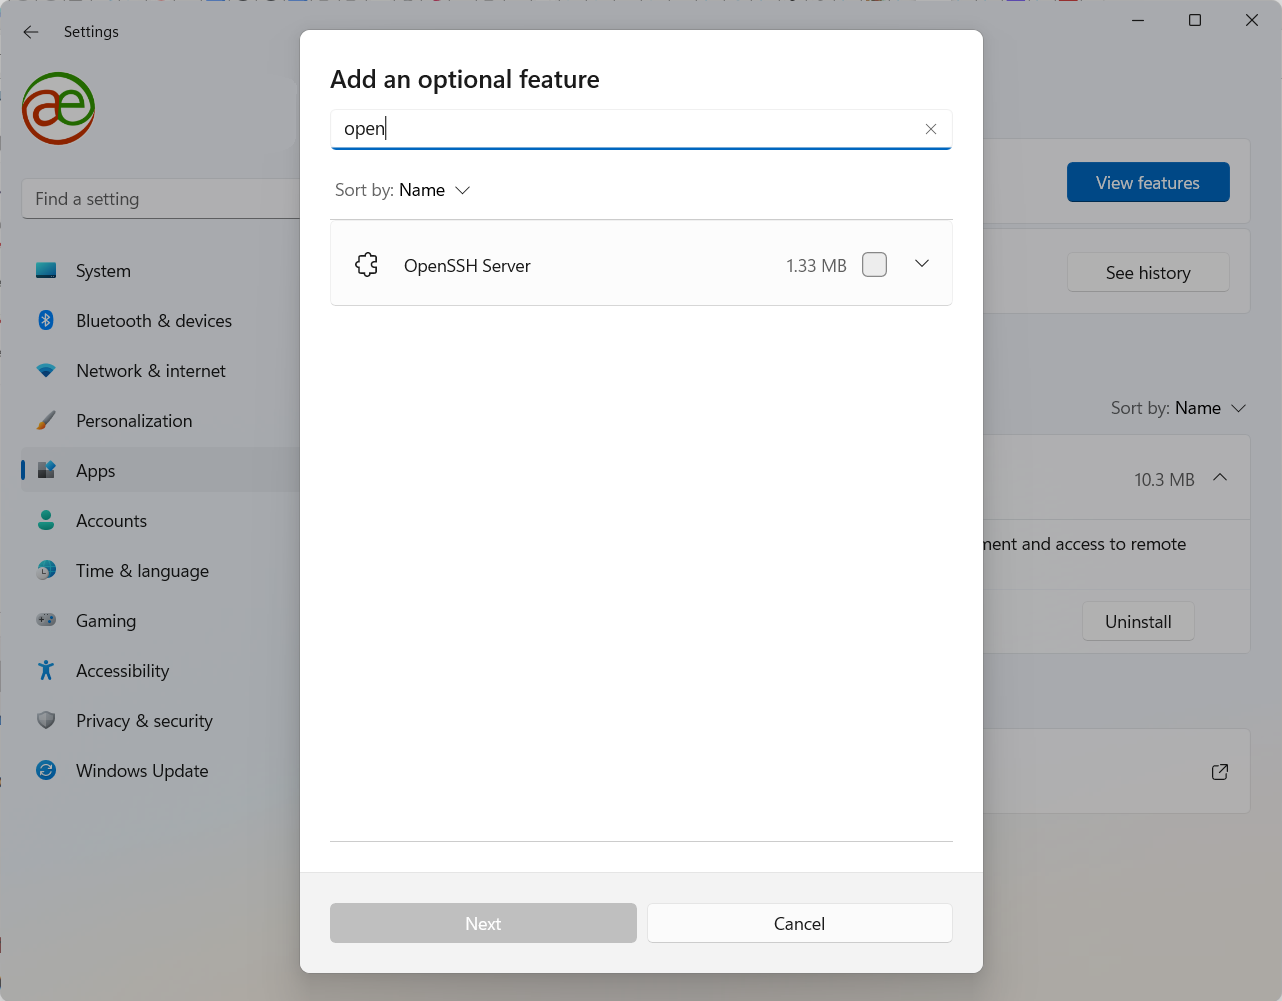 Settings
ae
Find a setting
System
Bluetooth & devices
Network & internet
Personalization
Apps
Accounts
Time & language
Gaming
Accessibility
Privacy & security
Windows Update
Add an optional feature
open
Sort by: Name
OpenSSH Server 1.33 MB
Next
Cancel
View features
See history
Sort by: Name
10.3 MB
and access to remote
Uninstall